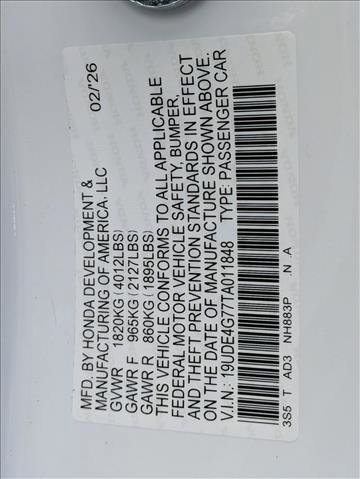 MFD. BY HONDA DEVELOPMENT &
MANUFACTURING OF AMERICA, LLC 02/'26
GVWR 1820KG(4012LBS)
GAWR F 965KG(2127LBS)
GAWR R 860KG(1896LBS)
THIS VEHICLE CONFORMS TO ALL APPLICABLE
FEDERAL MOTOR VEHICLE SAFETY, BUMPER,
AND THEFT PREVENTION STANDARDS IN EFFECT
ON THE DATE OF MANUFACTURE SHOWN ABOVE.
V.I.N.: 19UDE4G77TA011848 TYPE: PASSENGER CAR
3S5 T AD3 NH883P .N .A